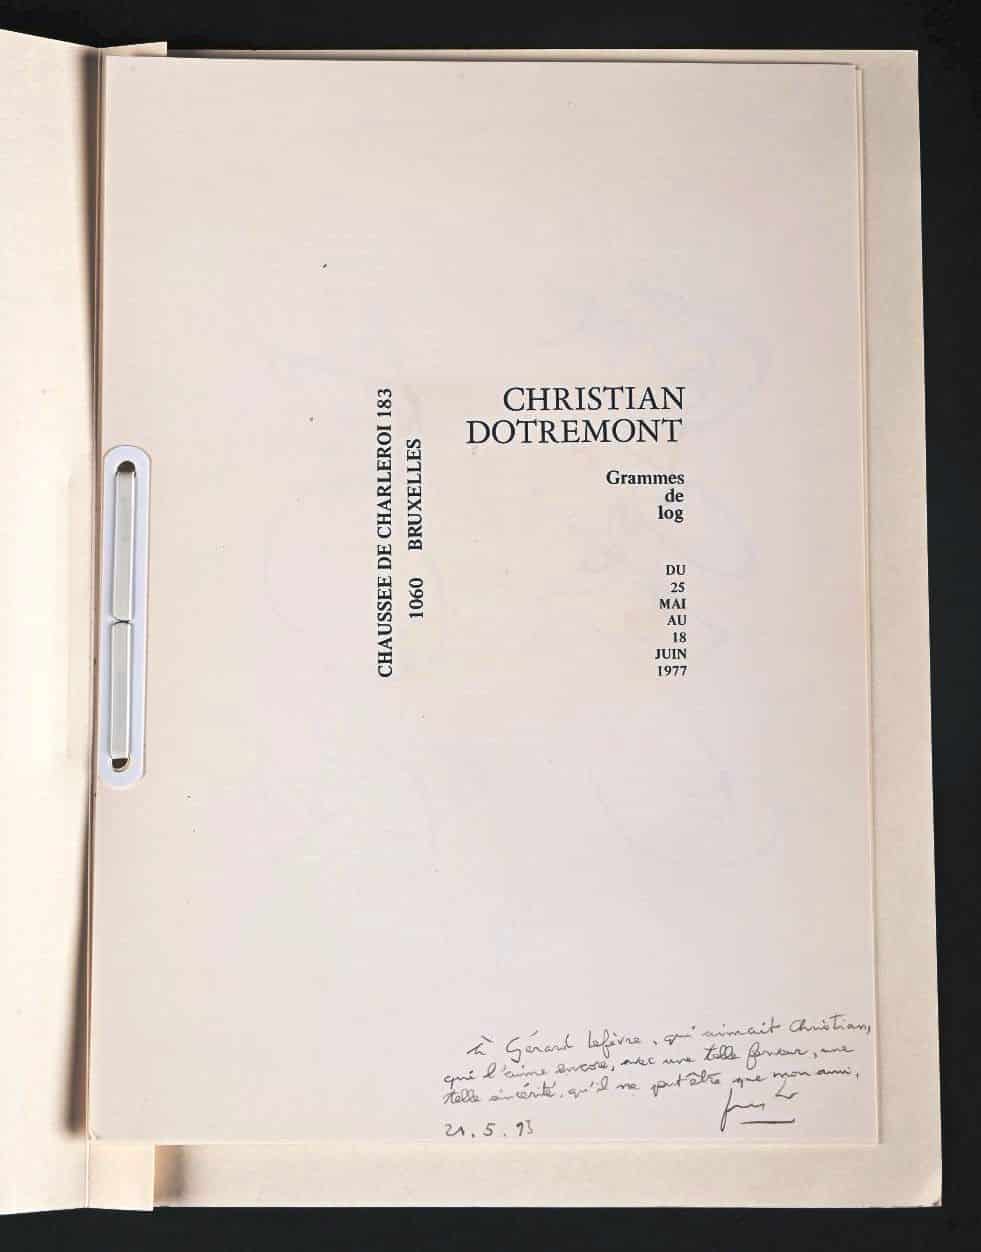 CHAUSSEE DE CHARLEROI 183
1060 BRUXELLES
CHRISTIAN
DOTREMONT
Grammes
de
log
DU
25
MAI
AU
18
JUIN
1977
à Gérard Lefèvre, qui aimait Christian,
qui l'aime encore, avec une telle ferveur, une
telle sincérité, qu'il ne peut être que mon ami,
21.5.93